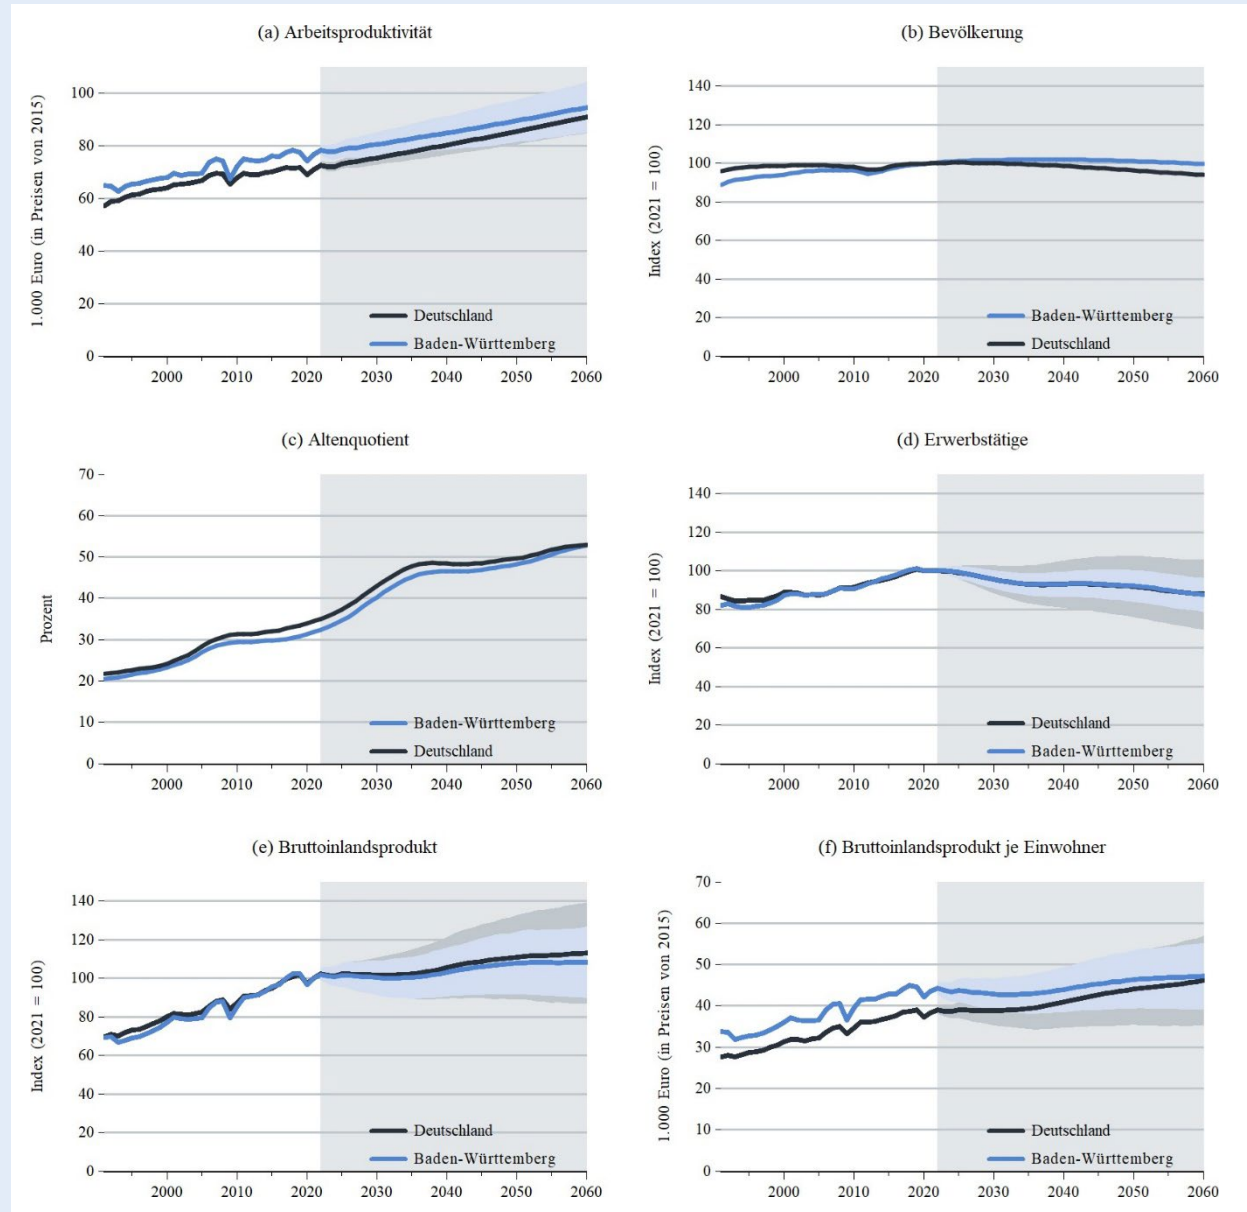 (a) Arbeitsproduktivität
1.000 Euro (in Preisen von 2015)
100
80
60
40
20
0
Deutschland
Baden-Württemberg
2000 2010 2020 2030 2040 2050 2060
(b) Bevölkerung
Index (2021 = 100)
140
120
100
80
60
40
20
0
Baden-Württemberg
Deutschland
2000 2010 2020 2030 2040 2050 2060
(c) Altenquotient
Prozent
70
60
50
40
30
20
10
0
Baden-Württemberg
Deutschland
2000 2010 2020 2030 2040 2050 2060
(d) Erwerbstätige
Index (2021 = 100)
140
120
100
80
60
40
20
0
Deutschland
Baden-Württemberg
2000 2010 2020 2030 2040 2050 2060
(e) Bruttoinlandsprodukt
Index (2021 = 100)
140
120
100
80
60
40
20
0
Deutschland
Baden-Württemberg
2000 2010 2020 2030 2040 2050 2060
(f) Bruttoinlandsprodukt je Einwohner
1.000 Euro (in Preisen von 2015)
70
60
50
40
30
20
10
0
Deutschland
Baden-Württemberg
2000 2010 2020 2030 2040 2050 2060